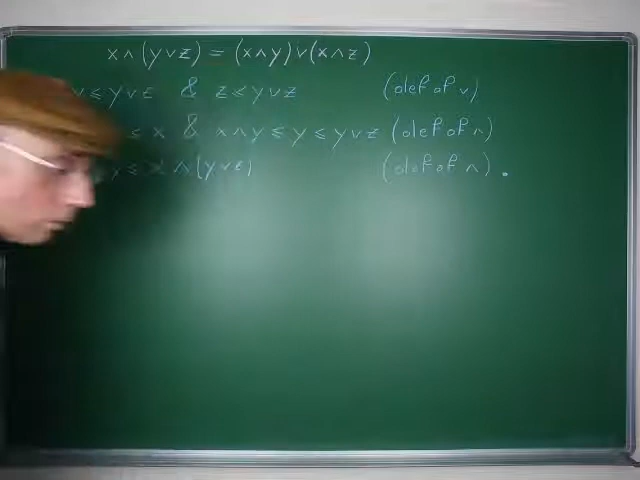 x ∧ (y ∨ z) = (x ∧ y) ∨ (x ∧ z)
≤ y ∨ z & z ≤ y ∨ z (def of ∨)
≤ x & x ∧ y ≤ y ≤ y ∨ z (def of ∧)
y ≤ x ∧ (y ∨ z) (def of ∧).